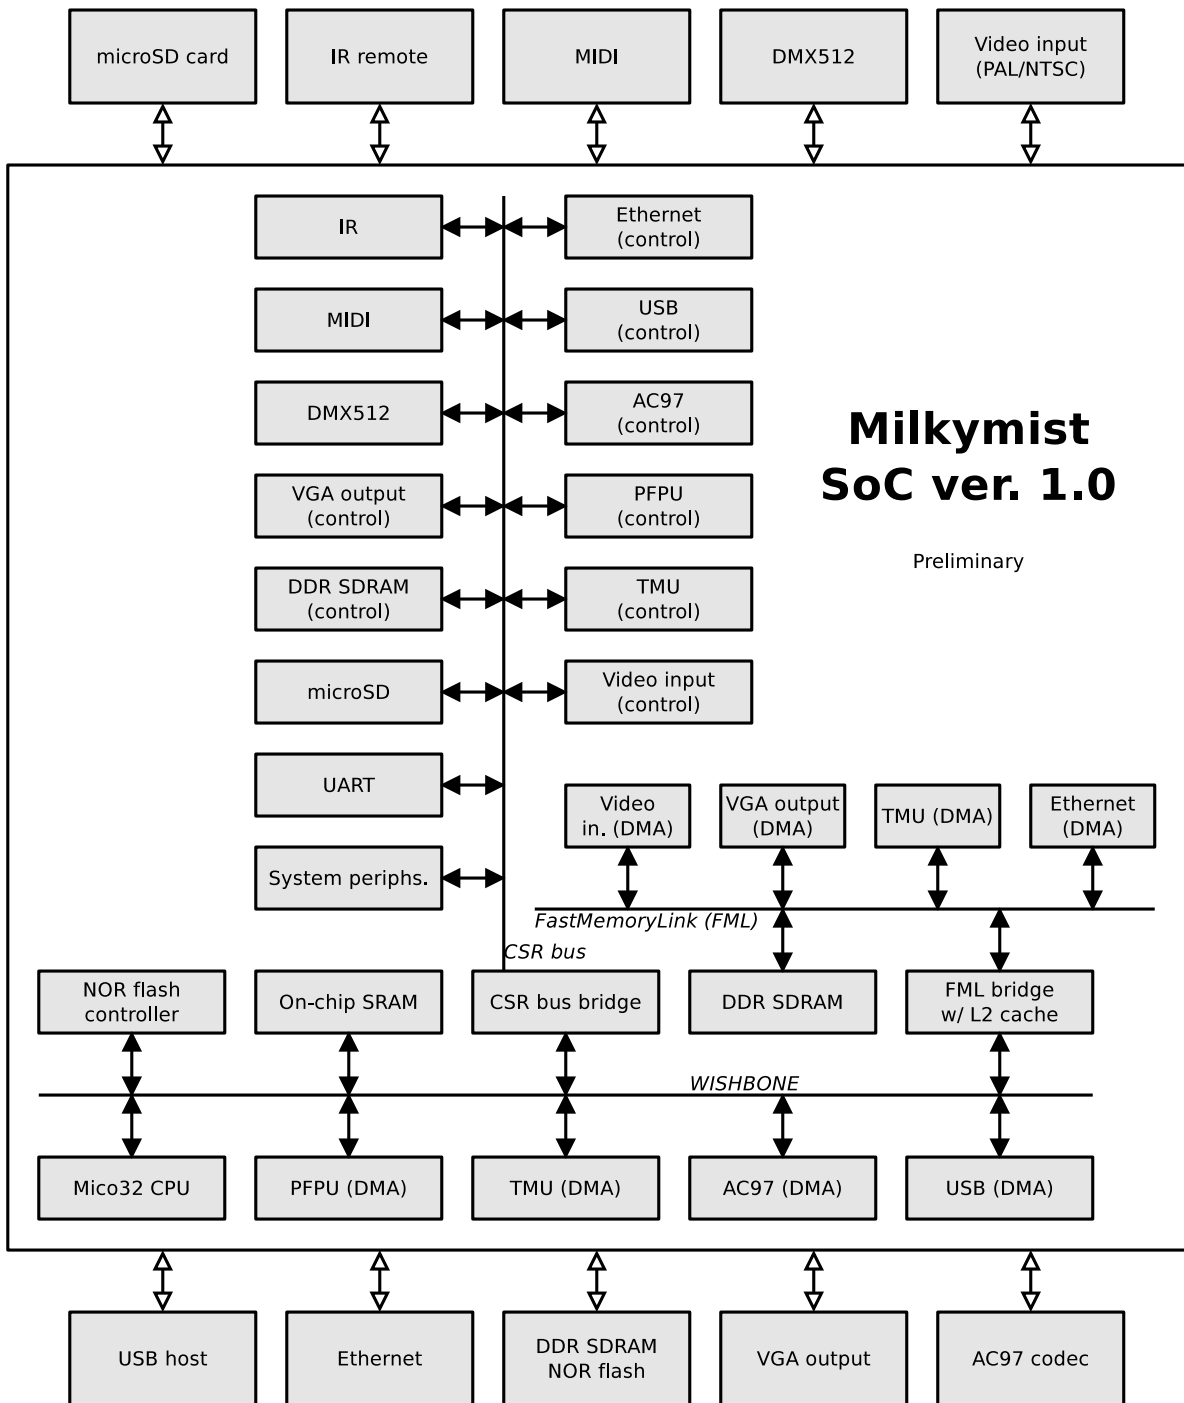 microSD card
IR remote
MIDI
DMX512
Video input
(PAL/NTSC)
IR
Ethernet
(control)
MIDI
USB
(control)
DMX512
AC97
(control)
Milkymist
SoC ver. 1.0
Preliminary
VGA output
(control)
PFPU
(control)
DDR SDRAM
(control)
TMU
(control)
microSD
Video input
(control)
UART
Video
in. (DMA)
VGA output
(DMA)
TMU (DMA)
Ethernet
(DMA)
System periphs.
FastMemoryLink (FML)
CSR bus
NOR flash
controller
On-chip SRAM
CSR bus bridge
DDR SDRAM
FML bridge
w/ L2 cache
WISHBONE
Mico32 CPU
PFPU (DMA)
TMU (DMA)
AC97 (DMA)
USB (DMA)
USB host
Ethernet
DDR SDRAM
NOR flash
VGA output
AC97 codec